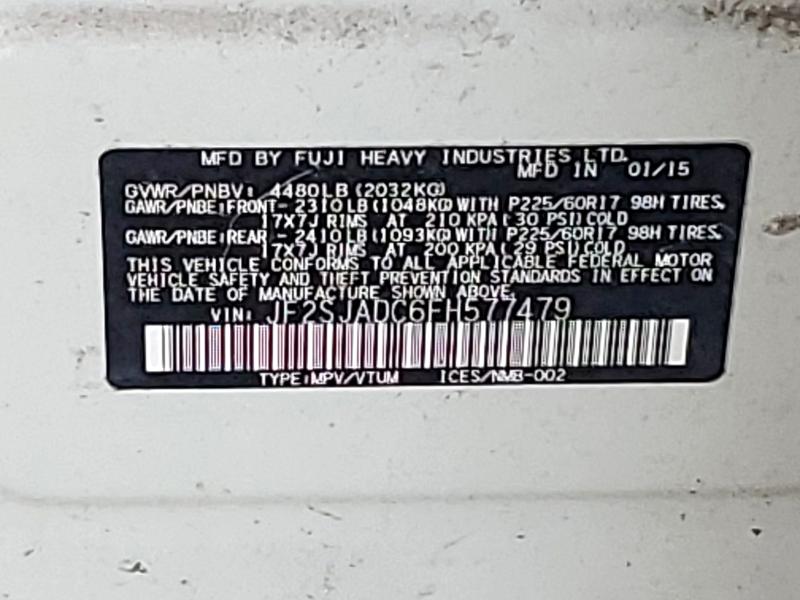 MFD BY FUJI HEAVY INDUSTRIES LTD.
MFD IN 01/15
GVWR/PNBV: 4480LB (2032KG)
GAWR/PNBE:FRONT- 2310LB (1048KG) WITH P225/60R17 98H TIRES,
17X7J RIMS AT 210 KPA ( 30 PSI) COLD
GAWR/PNBE:REAR - 2410LB (1093KG) WITH P225/60R17 98H TIRES,
17X7J RIMS AT 200 KPA ( 29 PSI) COLD
THIS VEHICLE CONFORMS TO ALL APPLICABLE FEDERAL MOTOR
VEHICLE SAFETY AND THEFT PREVENTION STANDARDS IN EFFECT ON
THE DATE OF MANUFACTURE SHOWN ABOVE.
VIN: JF2SJADC6FH577479
TYPE:MPV/VTUM ICES/NMB-002